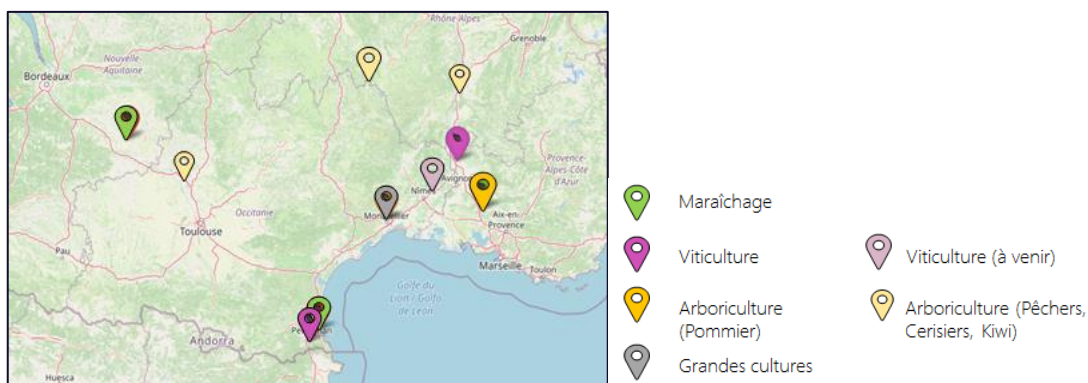 Rhône-Alpes
Grenoble
Nouvelle
Aquitaine
Bordeaux
Provence-
Alpes-Côte
d'Azur
Avignon
Nîmes
Occitanie
Aix-en
Provence
Toulouse
Pau
Marseille
Toulon
Golfe du
Lion / Golfo
de León
Andorra
Huesca
Maraîchage
Viticulture
Viticulture (à venir)
Arboriculture
(Pommier)
Arboriculture (Pêchers,
Cerisiers, Kiwi)
Grandes cultures